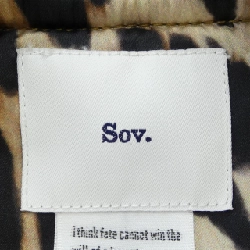 Sov.
I think fate cannot win the
will of